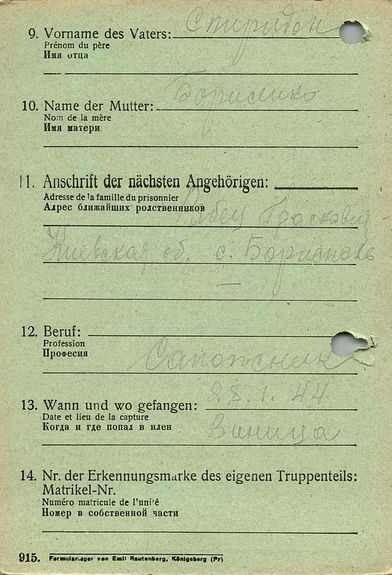 9. Vorname des Vaters: Спиридон
Prénom du père
Имя отца
10. Name der Mutter: Борисенко
Nom de la mère
Имя матери
11. Anschrift der nächsten Angehörigen:
Adresse de la famille du prisonnier
Адрес ближайших родственников
Киевская об. с.
12. Beruf:
Profession
Професия
Сапожник
13. Wann und wo gefangen: 28.1.44
Date et lieu de la capture
Когда и где попал в плен
Виница
14. Nr. der Erkennungsmarke des eigenen Truppenteils:
Matrikel-Nr.
Numéro matricule de l'unité
Номер в собственной части
915. Formularlager von Emil Rautenberg, Königsberg (Pr)